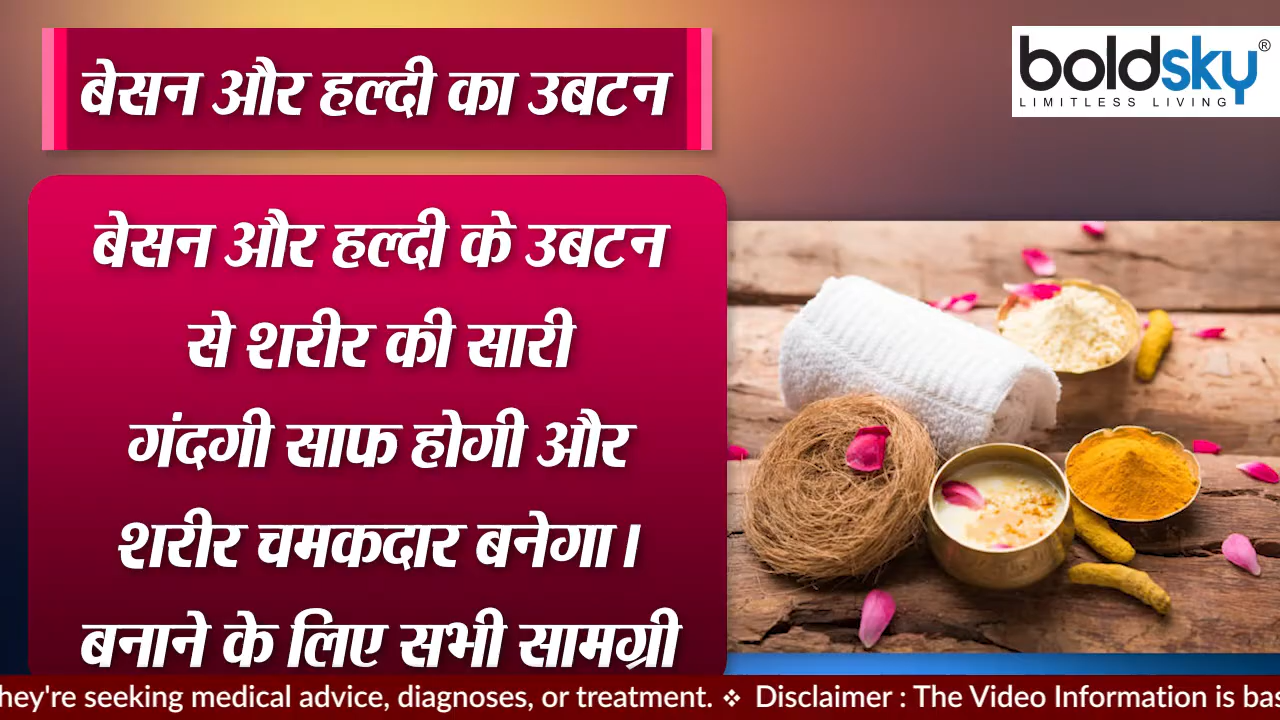 बेसन और हल्दी का उबटन
boldsky®
LIMITLESS LIVING
बेसन और हल्दी के उबटन
से शरीर की सारी
गंदगी साफ होगी और
शरीर चमकदार बनेगा।
बनाने के लिए सभी सामग्री
hey're seeking medical advice, diagnoses, or treatment. ❖ Disclaimer : The Video Information is bas